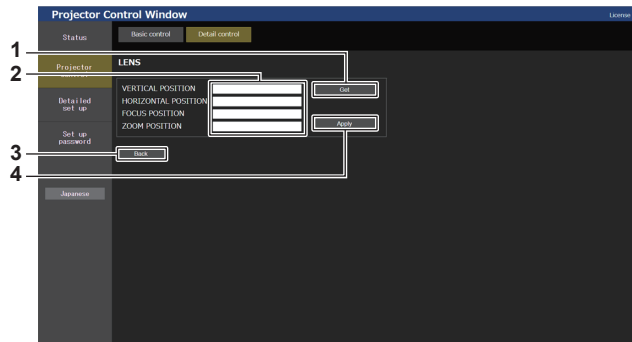 Projector Control Window
License
Status
Basic control
Detail control
1
2
Projector
control
LENS
VERTICAL POSITION
Get
HORIZONTAL POSITION
FOCUS POSITION
ZOOM POSITION
Apply
Detailed
set up
Set up
password
3
Back
4
Japanese